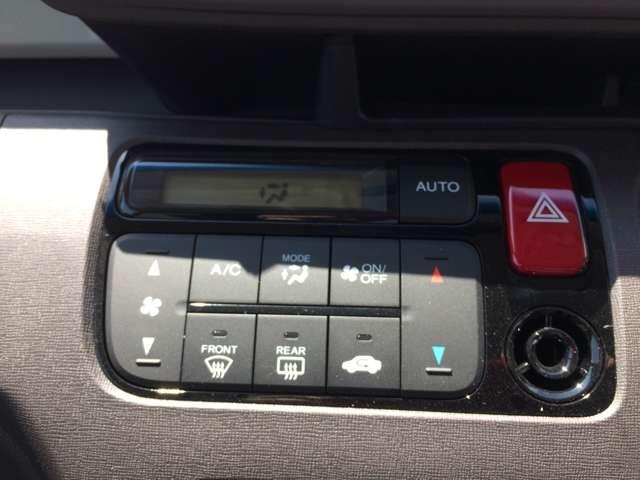 AUTO
A/C
MODE
ON/
OFF
FRONT
REAR